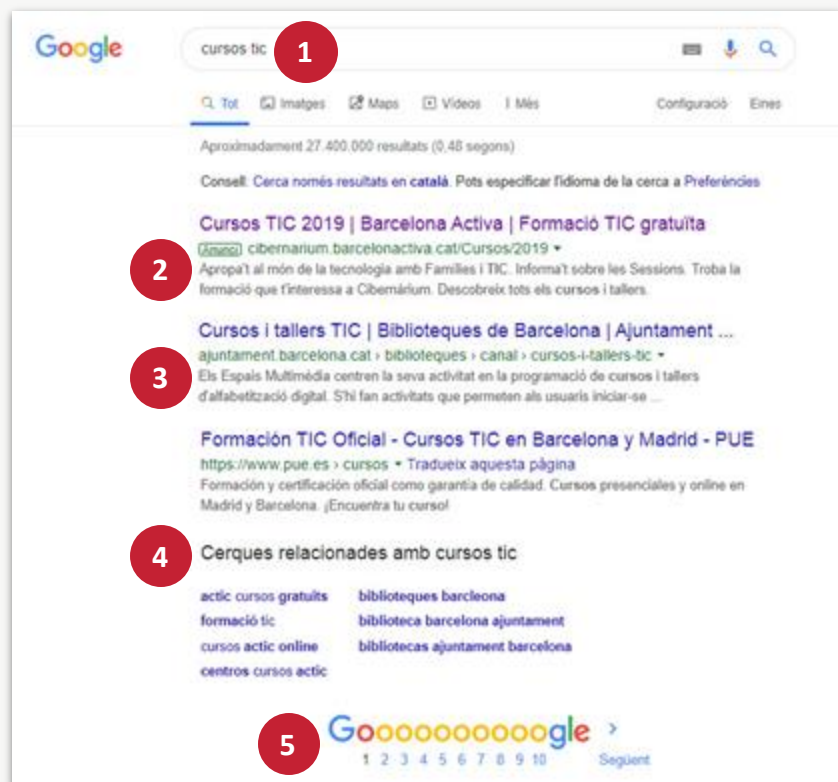 Google
cursos tic
1
Tot Imatges Maps Vídeos Més Configuració Eines
Aproximadament 27.400.000 resultats (0,48 segons)
Consell: Cerca només resultats en català. Pots especificar l'idioma de la cerca a Preferències
Cursos TIC 2019 | Barcelona Activa | Formació TIC gratuïta
Anunci cibernarium.barcelonactiva.cat/Cursos/2019
2
Apropa't al món de la tecnologia amb Famílies i TIC. Informa't sobre les Sessions. Troba la
formació que t'interessa a Cibernàrium. Descobreix tots els cursos i tallers.
Cursos i tallers TIC | Biblioteques de Barcelona | Ajuntament ...
ajuntament.barcelona.cat › biblioteques › canal › cursos-i-tallers-tic
3
Els Espais Multimèdia centren la seva activitat en la programació de cursos i tallers
d'alfabetització digital. S'hi fan activitats que permeten als usuaris iniciar-se ...
Formación TIC Oficial - Cursos TIC en Barcelona y Madrid - PUE
https://www.pue.es › cursos Tradueix aquesta pàgina
Formación y certificación oficial como garantía de calidad. Cursos presenciales y online en
Madrid y Barcelona. ¡Encuentra tu curso!
4
Cerques relacionades amb cursos tic
actic cursos gratuïts biblioteques barcleona
formació tic biblioteca barcelona ajuntament
cursos actic online bibliotecas ajuntament barcelona
centros cursos actic
5
Goooooooooogle >
1 2 3 4 5 6 7 8 9 10 Següent